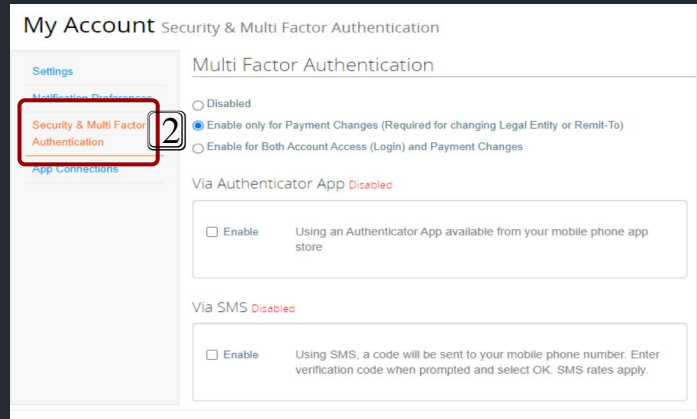 My Account Security & Multi Factor Authentication
Settings
Notification Preferences
Security & Multi Factor
Authentication
2
App Connections
Multi Factor Authentication
Disabled
Enable only for Payment Changes (Required for changing Legal Entity or Remit-To)
Enable for Both Account Access (Login) and Payment Changes
Via Authenticator App Disabled
Enable
Using an Authenticator App available from your mobile phone app
store
Via SMS Disabled
Enable
Using SMS, a code will be sent to your mobile phone number. Enter
verification code when prompted and select OK. SMS rates apply.